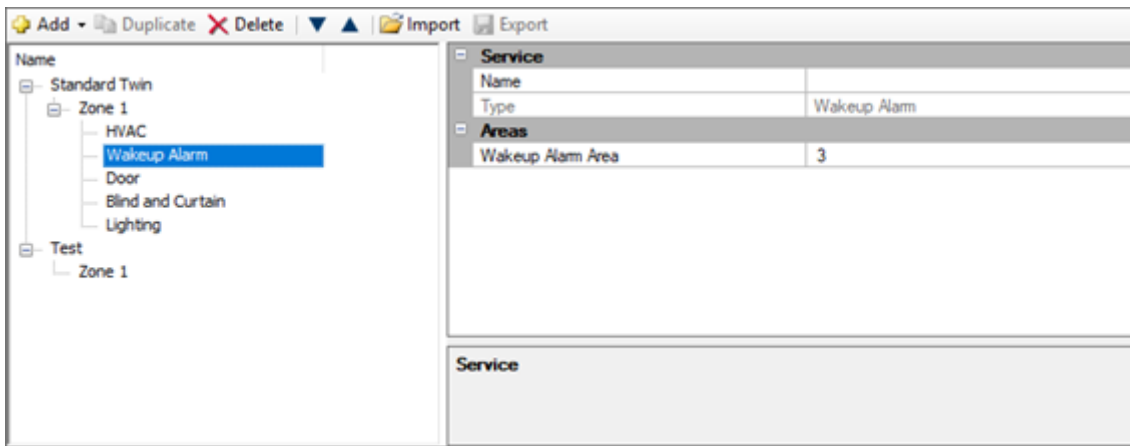 Add Duplicate Delete Import Export
Name
Standard Twin
Zone 1
HVAC
Wakeup Alarm
Door
Blind and Curtain
Lighting
Test
Zone 1
Service
Name
Type Wakeup Alarm
Areas
Wakeup Alarm Area 3
Service